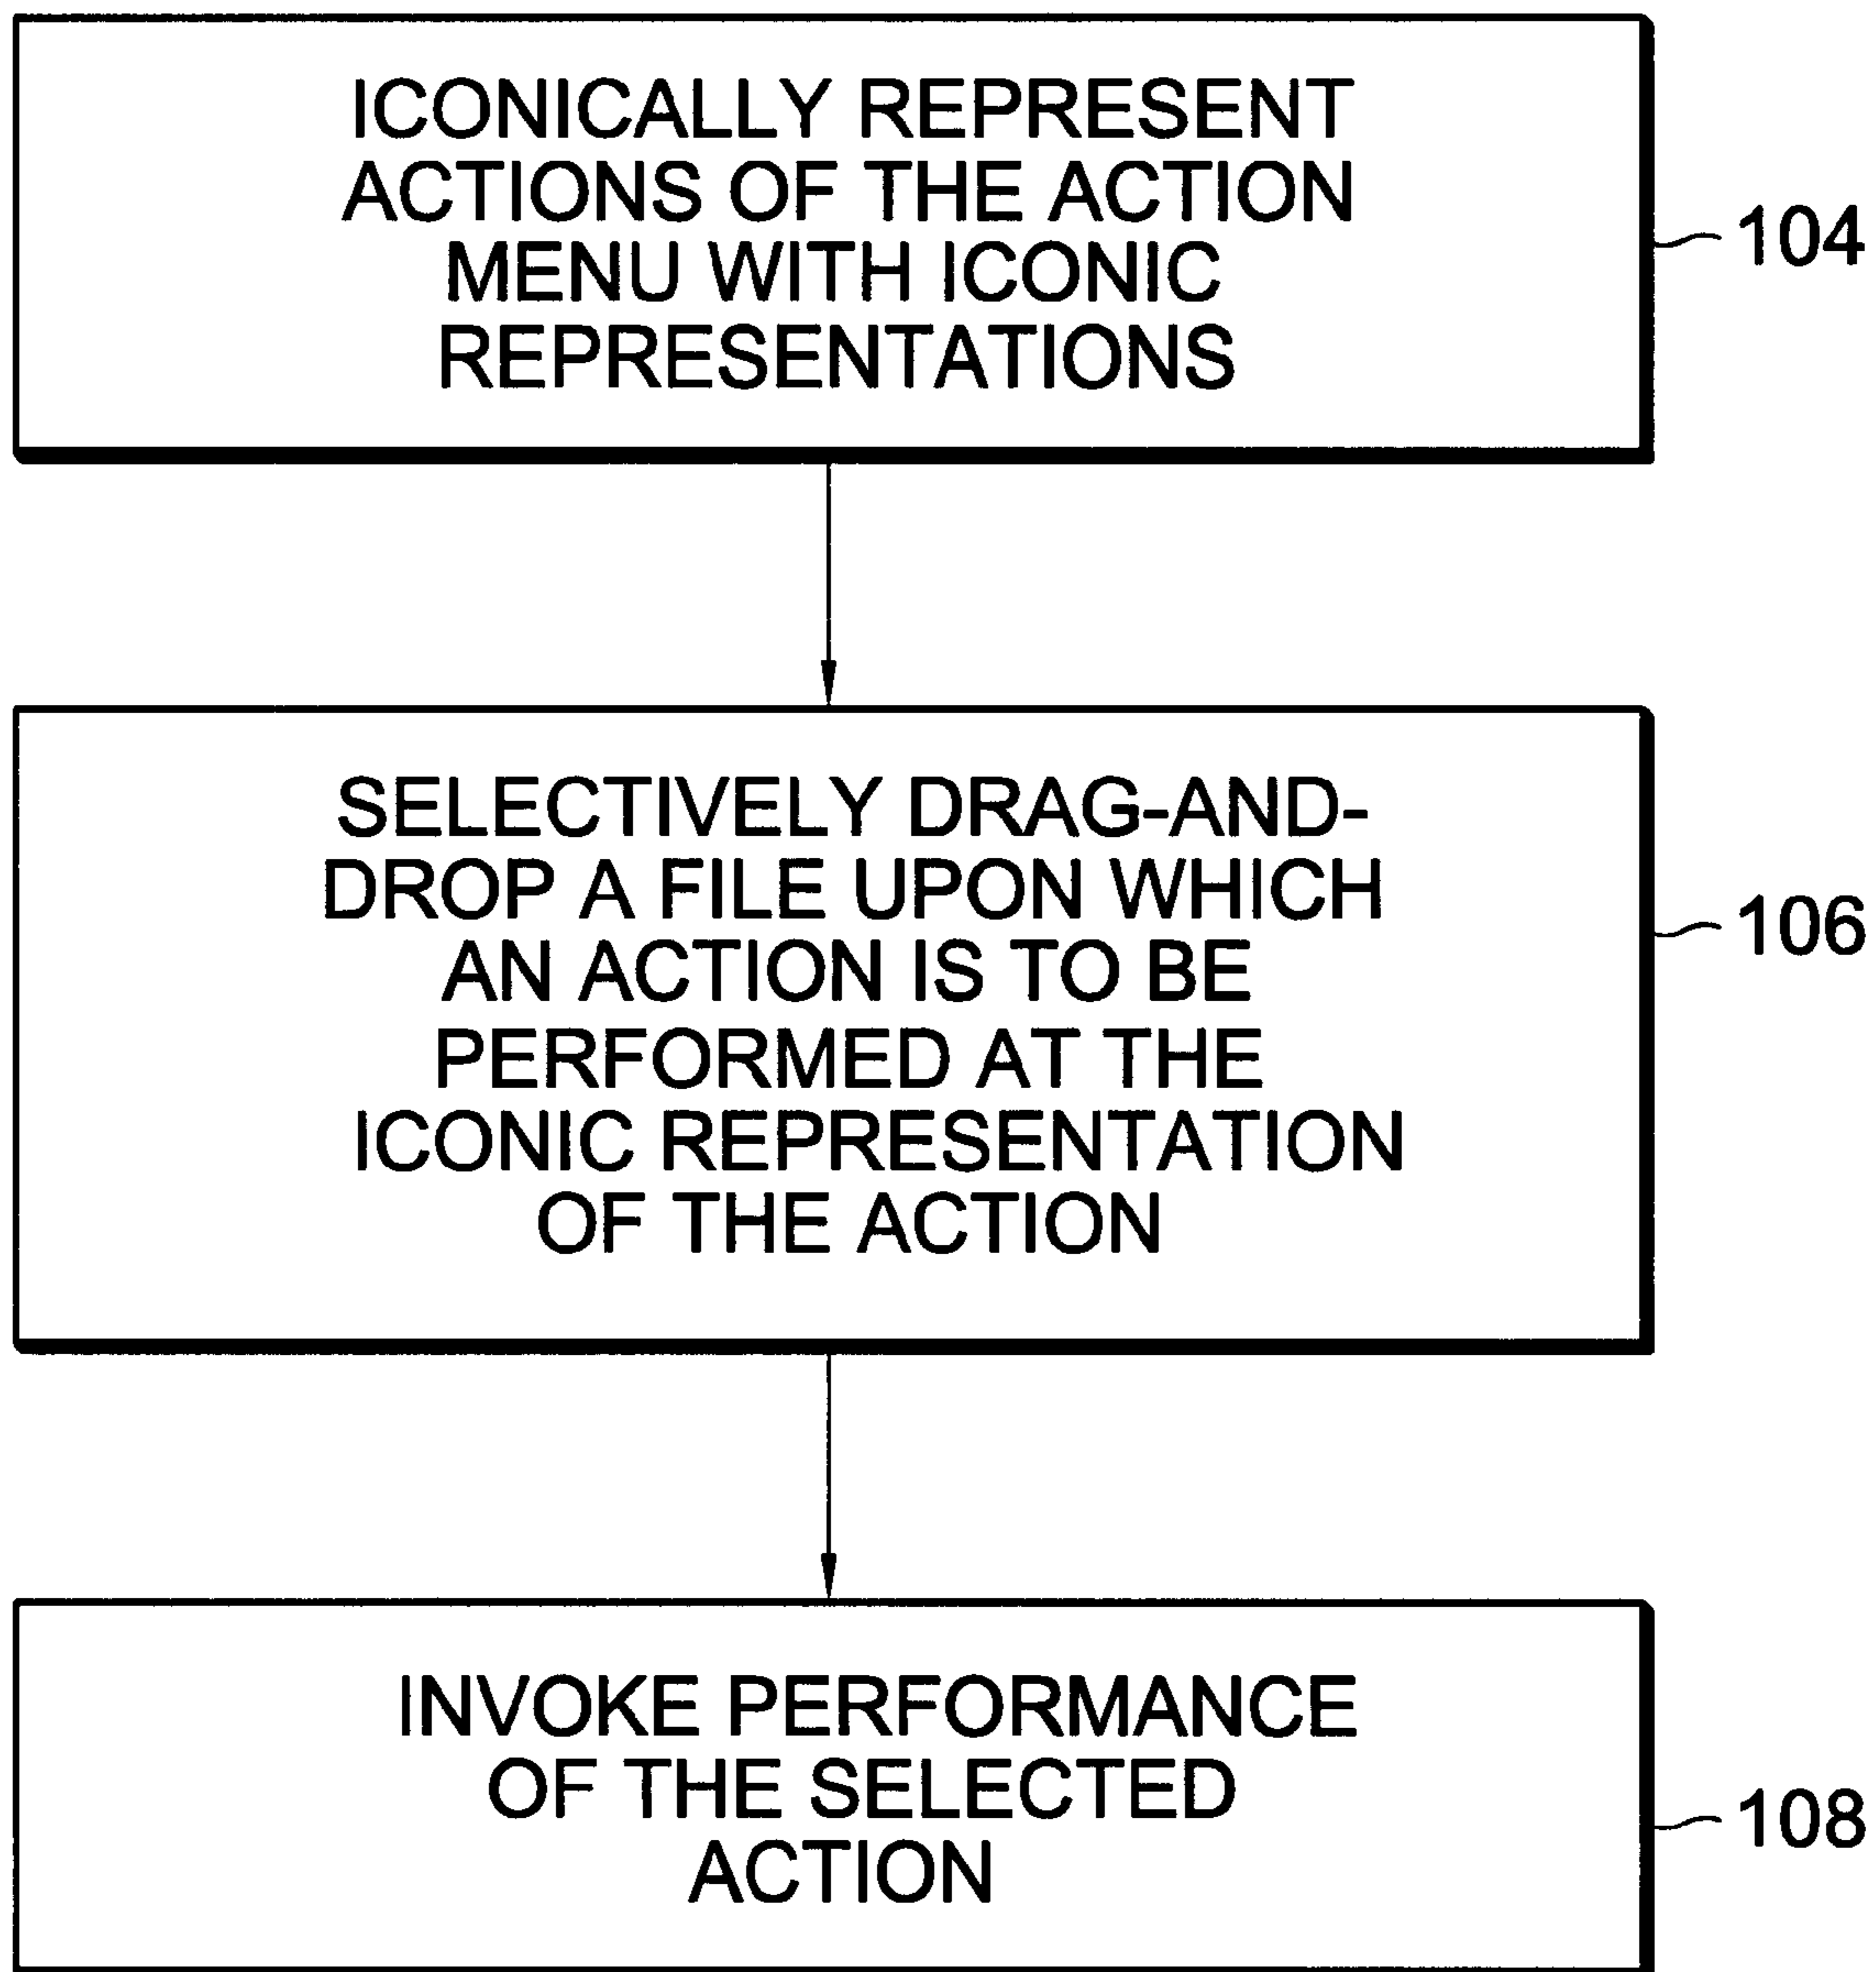 ICONICALLY REPRESENT
ACTIONS OF THE ACTION
MENU WITH ICONIC
REPRESENTATIONS
104
SELECTIVELY DRAG-AND-
DROP A FILE UPON WHICH
AN ACTION IS TO BE
PERFORMED AT THE
ICONIC REPRESENTATION
OF THE ACTION
106
INVOKE PERFORMANCE
OF THE SELECTED
ACTION
108